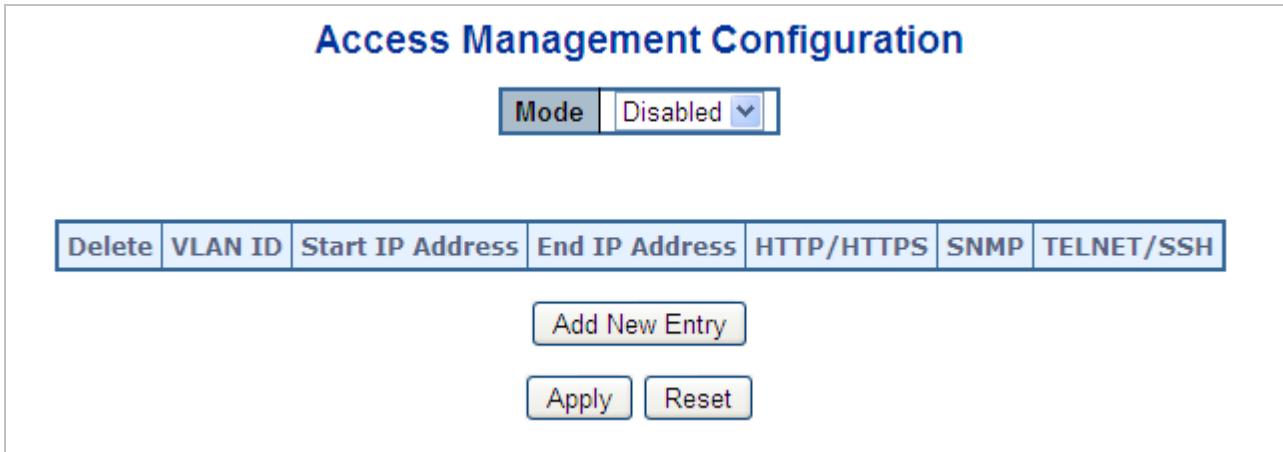 Access Management Configuration
Mode Disabled
Delete VLAN ID Start IP Address End IP Address HTTP/HTTPS SNMP TELNET/SSH
Add New Entry
Apply Reset